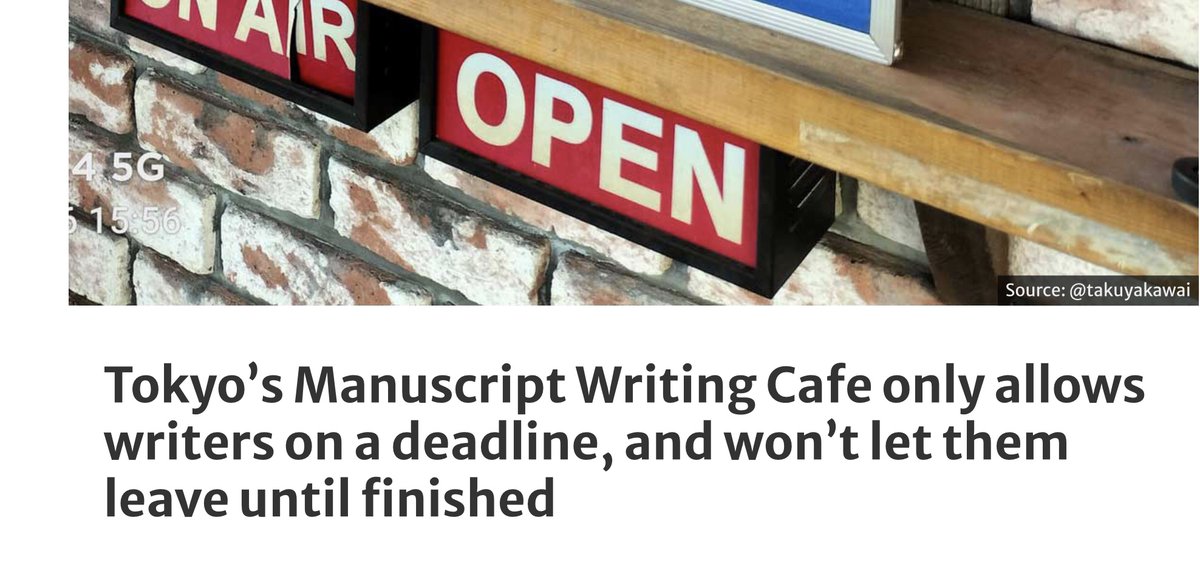 ON AIR
OPEN
4 5G
15:56
Source: @takuyakawai
Tokyo’s Manuscript Writing Cafe only allows
writers on a deadline, and won’t let them
leave until finished